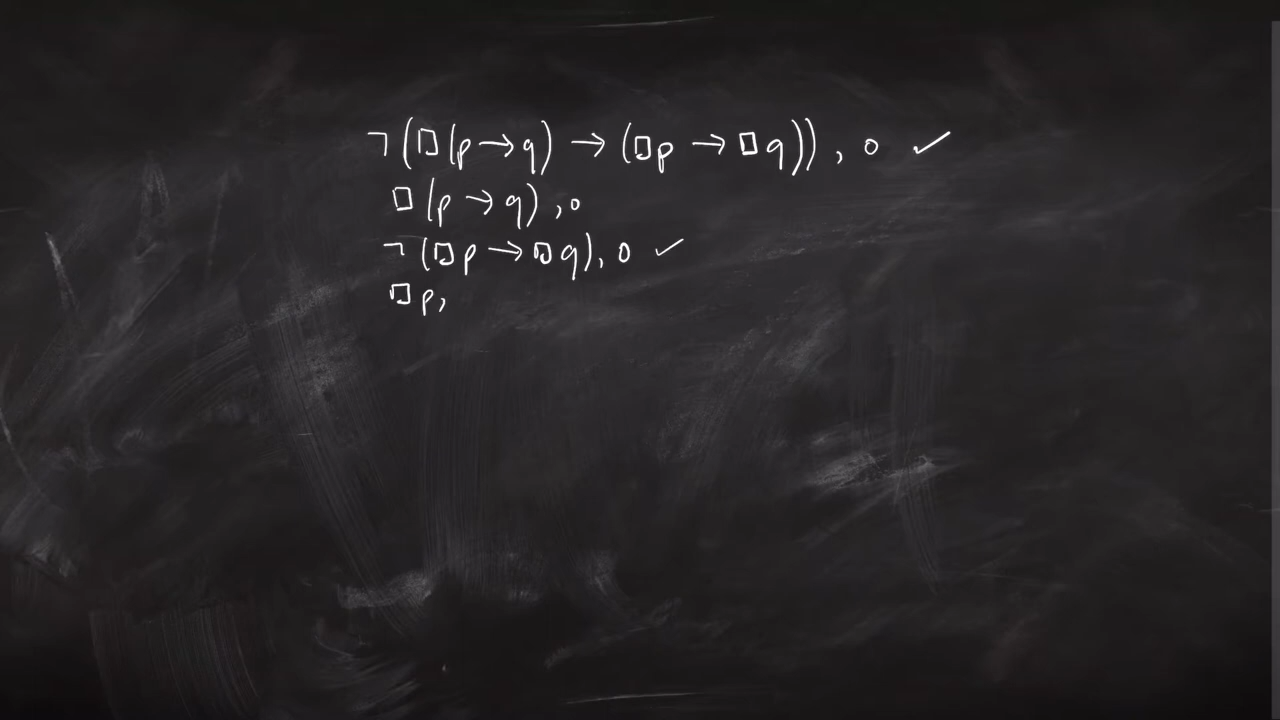 ¬(□(p→q) → (□p → □q)), 0 ✓
□(p → q), 0
¬(□p → □q), 0 ✓
□p,